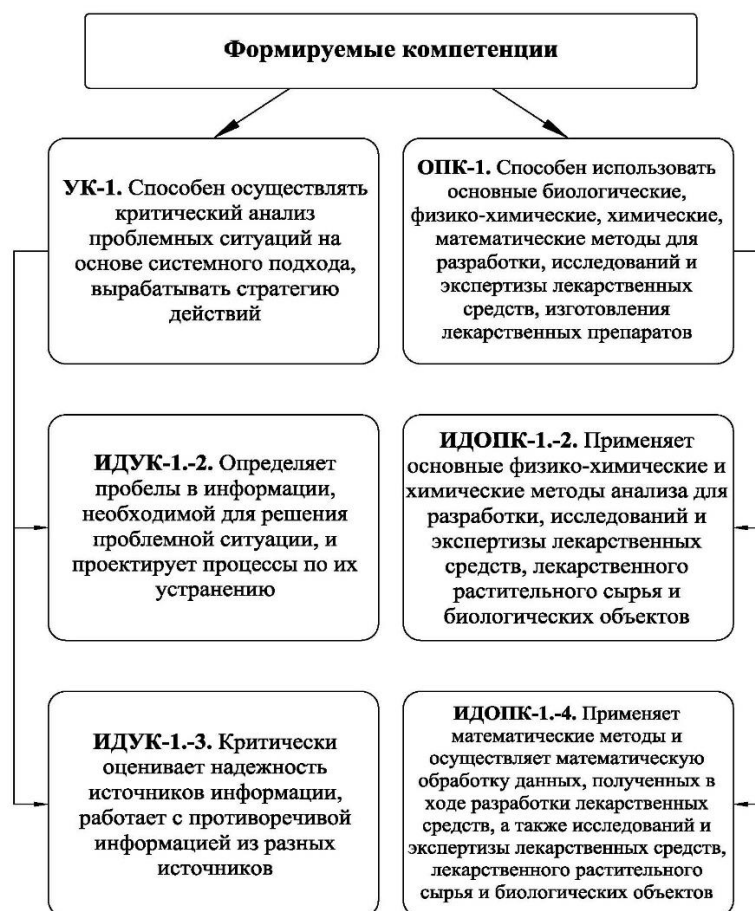 Формируемые компетенции
УК-1. Способен осуществлять
критический анализ
проблемных ситуаций на
основе системного подхода,
вырабатывать стратегию
действий
ОПК-1. Способен использовать
основные биологические,
физико-химические, химические,
математические методы для
разработки, исследований и
экспертизы лекарственных
средств, изготовления
лекарственных препаратов
ИДУК-1.-2. Определяет
пробелы в информации,
необходимой для решения
проблемной ситуации, и
проектирует процессы по их
устранению
ИДОПК-1.-2. Применяет
основные физико-химические и
химические методы анализа для
разработки, исследований и
экспертизы лекарственных
средств, лекарственного
растительного сырья и
биологических объектов
ИДУК-1.-3. Критически
оценивает надежность
источников информации,
работает с противоречивой
информацией из разных
источников
ИДОПК-1.-4. Применяет
математические методы и
осуществляет математическую
обработку данных, полученных в
ходе разработки лекарственных
средств, а также исследований и
экспертизы лекарственных средств,
лекарственного растительного
сырья и биологических объектов